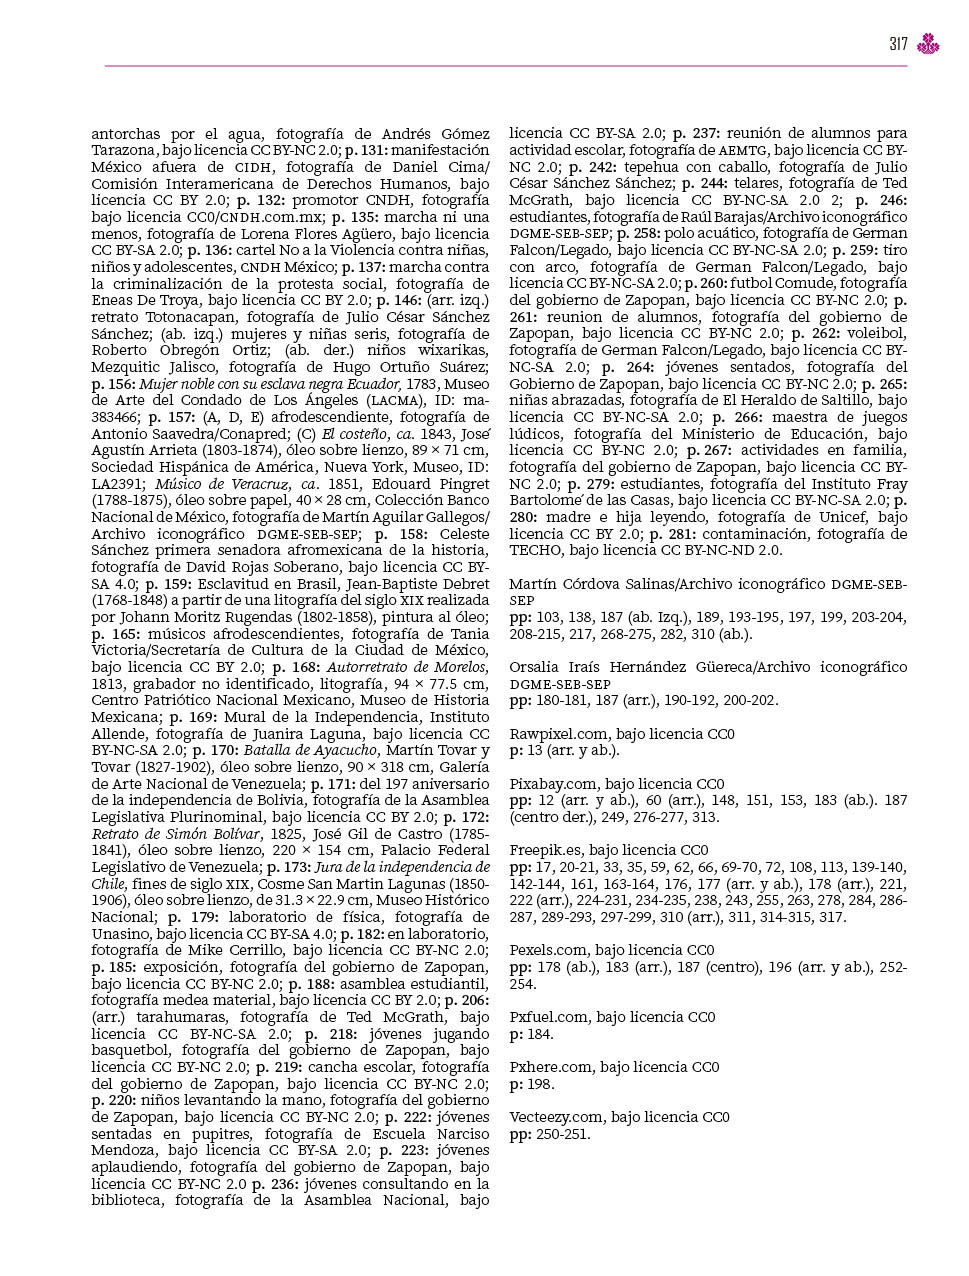 317
antorchas por el agua, fotografía de Andrés Gómez
Tarazona, bajo licencia CC BY-NC 2.0; p. 131: manifestación
México afuera de CIDH, fotografía de Daniel Cima/
Comisión Interamericana de Derechos Humanos, bajo
licencia CC BY 2.0; p. 132: promotor CNDH, fotografía
bajo licencia CC0/CNDH.com.mx; p. 135: marcha ni una
menos, fotografía de Lorena Flores Agüero, bajo licencia
CC BY-SA 2.0; p. 136: cartel No a la Violencia contra niñas,
niños y adolescentes, CNDH México; p. 137: marcha contra
la criminalización de la protesta social, fotografía de
Eneas De Troya, bajo licencia CC BY 2.0; p. 146: (arr. izq.)
retrato Totonacapan, fotografía de Julio César Sánchez
Sánchez; (ab. izq.) mujeres y niñas seris, fotografía de
Roberto Obregón Ortiz; (ab. der.) niños wixarikas,
Mezquitic Jalisco, fotografía de Hugo Ortuño Suárez;
p. 156: Mujer noble con su esclava negra Ecuador, 1783, Museo
de Arte del Condado de Los Ángeles (LACMA), ID: ma-
383466; p. 157: (A, D, E) afrodescendiente, fotografía de
Antonio Saavedra/Conapred; (C) El costeño, ca. 1843, José
Agustín Arrieta (1803-1874), óleo sobre lienzo, 89 × 71 cm,
Sociedad Hispánica de América, Nueva York, Museo, ID:
LA2391; Músico de Veracruz, ca. 1851, Edouard Pingret
(1788-1875), óleo sobre papel, 40 × 28 cm, Colección Banco
Nacional de México, fotografía de Martín Aguilar Gallegos/
Archivo iconográfico DGME-SEB-SEP; p. 158: Celeste
Sánchez primera senadora afromexicana de la historia,
fotografía de David Rojas Soberano, bajo licencia CC BY-
SA 4.0; p. 159: Esclavitud en Brasil, Jean-Baptiste Debret
(1768-1848) a partir de una litografía del siglo XIX realizada
por Johann Moritz Rugendas (1802-1858), pintura al óleo;
p. 165: músicos afrodescendientes, fotografía de Tania
Victoria/Secretaría de Cultura de la Ciudad de México,
bajo licencia CC BY 2.0; p. 168: Autorretrato de Morelos,
1813, grabador no identificado, litografía, 94 × 77.5 cm,
Centro Patriótico Nacional Mexicano, Museo de Historia
Mexicana; p. 169: Mural de la Independencia, Instituto
Allende, fotografía de Juanira Laguna, bajo licencia CC
BY-NC-SA 2.0; p. 170: Batalla de Ayacucho, Martín Tovar y
Tovar (1827-1902), óleo sobre lienzo, 90 × 318 cm, Galería
de Arte Nacional de Venezuela; p. 171: del 197 aniversario
de la independencia de Bolivia, fotografía de la Asamblea
Legislativa Plurinominal, bajo licencia CC BY 2.0; p. 172:
Retrato de Simón Bolívar, 1825, José Gil de Castro (1785-
1841), óleo sobre lienzo, 220 × 154 cm, Palacio Federal
Legislativo de Venezuela; p. 173: Jura de la independencia de
Chile, fines de siglo XIX, Cosme San Martin Lagunas (1850-
1906), óleo sobre lienzo, de 31.3 × 22.9 cm, Museo Histórico
Nacional; p. 179: laboratorio de física, fotografía de
Unasino, bajo licencia CC BY-SA 4.0; p. 182: en laboratorio,
fotografía de Mike Cerrillo, bajo licencia CC BY-NC 2.0;
p. 185: exposición, fotografía del gobierno de Zapopan,
bajo licencia CC BY-NC 2.0; p. 188: asamblea estudiantil,
fotografía medea material, bajo licencia CC BY 2.0; p. 206:
(arr.) tarahumaras, fotografía de Ted McGrath, bajo
licencia CC BY-NC-SA 2.0; p. 218: jóvenes jugando
basquetbol, fotografía del gobierno de Zapopan, bajo
licencia CC BY-NC 2.0; p. 219: cancha escolar, fotografía
del gobierno de Zapopan, bajo licencia CC BY-NC 2.0;
p. 220: niños levantando la mano, fotografía del gobierno
de Zapopan, bajo licencia CC BY-NC 2.0; p. 222: jóvenes
sentadas en pupitres, fotografía de Escuela Narciso
Mendoza, bajo licencia CC BY-SA 2.0; p. 223: jóvenes
aplaudiendo, fotografía del gobierno de Zapopan, bajo
licencia CC BY-NC 2.0 p. 236: jóvenes consultando en la
biblioteca, fotografía de la Asamblea Nacional, bajo
licencia CC BY-SA 2.0; p. 237: reunión de alumnos para
actividad escolar, fotografía de AEMTG, bajo licencia CC BY-
NC 2.0; p. 242: tepehua con caballo, fotografía de Julio
César Sánchez Sánchez; p. 244: telares, fotografía de Ted
McGrath, bajo licencia CC BY-NC-SA 2.0 2; p. 246:
estudiantes, fotografía de Raúl Barajas/Archivo iconográfico
DGME-SEB-SEP; p. 258: polo acuático, fotografía de German
Falcon/Legado, bajo licencia CC BY-NC-SA 2.0; p. 259: tiro
con arco, fotografía de German Falcon/Legado, bajo
licencia CC BY-NC-SA 2.0; p. 260: futbol Comude, fotografía
del gobierno de Zapopan, bajo licencia CC BY-NC 2.0; p.
261: reunion de alumnos, fotografía del gobierno de
Zapopan, bajo licencia CC BY-NC 2.0; p. 262: voleibol,
fotografía de German Falcon/Legado, bajo licencia CC BY-
NC-SA 2.0; p. 264: jóvenes sentados, fotografía del
Gobierno de Zapopan, bajo licencia CC BY-NC 2.0; p. 265:
niñas abrazadas, fotografía de El Heraldo de Saltillo, bajo
licencia CC BY-NC-SA 2.0; p. 266: maestra de juegos
lúdicos, fotografía del Ministerio de Educación, bajo
licencia CC BY-NC 2.0; p. 267: actividades en familia,
fotografía del gobierno de Zapopan, bajo licencia CC BY-
NC 2.0; p. 279: estudiantes, fotografía del Instituto Fray
Bartolomé de las Casas, bajo licencia CC BY-NC-SA 2.0; p.
280: madre e hija leyendo, fotografía de Unicef, bajo
licencia CC BY 2.0; p. 281: contaminación, fotografía de
TECHO, bajo licencia CC BY-NC-ND 2.0.
Martín Córdova Salinas/Archivo iconográfico DGME-SEB-
SEP
pp: 103, 138, 187 (ab. Izq.), 189, 193-195, 197, 199, 203-204,
208-215, 217, 268-275, 282, 310 (ab.).
Orsalia Iraís Hernández Güereca/Archivo iconográfico
DGME-SEB-SEP
pp: 180-181, 187 (arr.), 190-192, 200-202.
Rawpixel.com, bajo licencia CC0
p: 13 (arr. y ab.).
Pixabay.com, bajo licencia CC0
pp: 12 (arr. y ab.), 60 (arr.), 148, 151, 153, 183 (ab.). 187
(centro der.), 249, 276-277, 313.
Freepik.es, bajo licencia CC0
pp: 17, 20-21, 33, 35, 59, 62, 66, 69-70, 72, 108, 113, 139-140,
142-144, 161, 163-164, 176, 177 (arr. y ab.), 178 (arr.), 221,
222 (arr.), 224-231, 234-235, 238, 243, 255, 263, 278, 284, 286-
287, 289-293, 297-299, 310 (arr.), 311, 314-315, 317.
Pexels.com, bajo licencia CC0
pp: 178 (ab.), 183 (arr.), 187 (centro), 196 (arr. y ab.), 252-
254.
Pxfuel.com, bajo licencia CC0
p: 184.
Pxhere.com, bajo licencia CC0
p: 198.
Vecteezy.com, bajo licencia CC0
pp: 250-251.